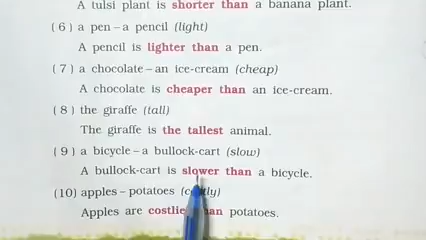 A tulsi plant is shorter than a banana plant.
(6) a pen – a pencil (light)
A pencil is lighter than a pen.
(7) a chocolate – an ice-cream (cheap)
A chocolate is cheaper than an ice-cream.
(8) the giraffe (tall)
The giraffe is the tallest animal.
(9) a bicycle – a bullock-cart (slow)
A bullock-cart is slower than a bicycle.
(10) apples – potatoes
Apples are potatoes.